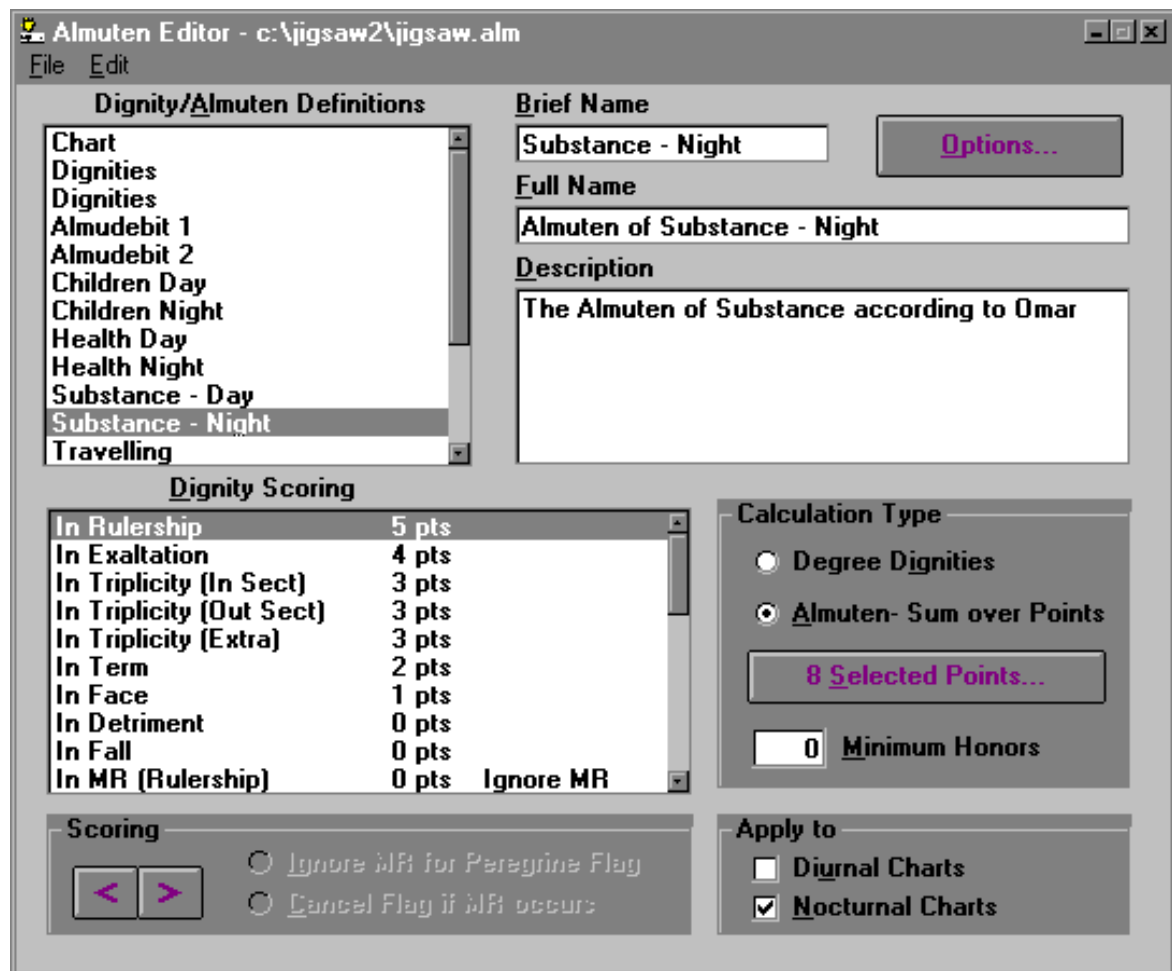 Almuten Editor - c:\jigsaw2\jigsaw.alm
File Edit
Dignity/Almuten Definitions
Chart
Dignities
Dignities
Almudebit 1
Almudebit 2
Children Day
Children Night
Health Day
Health Night
Substance - Day
Substance - Night
Travelling
Brief Name
Substance - Night
Options...
Full Name
Almuten of Substance - Night
Description
The Almuten of Substance according to Omar
Dignity Scoring
In Rulership 5 pts
In Exaltation 4 pts
In Triplicity (In Sect) 3 pts
In Triplicity (Out Sect) 3 pts
In Triplicity (Extra) 3 pts
In Term 2 pts
In Face 1 pts
In Detriment 0 pts
In Fall 0 pts
In MR (Rulership) 0 pts Ignore MR
Calculation Type
Degree Dignities
Almuten- Sum over Points
8 Selected Points...
0 Minimum Honors
Scoring
< >
Ignore MR for Peregrine Flag
Cancel Flag if MR occurs
Apply to
Diurnal Charts
Nocturnal Charts